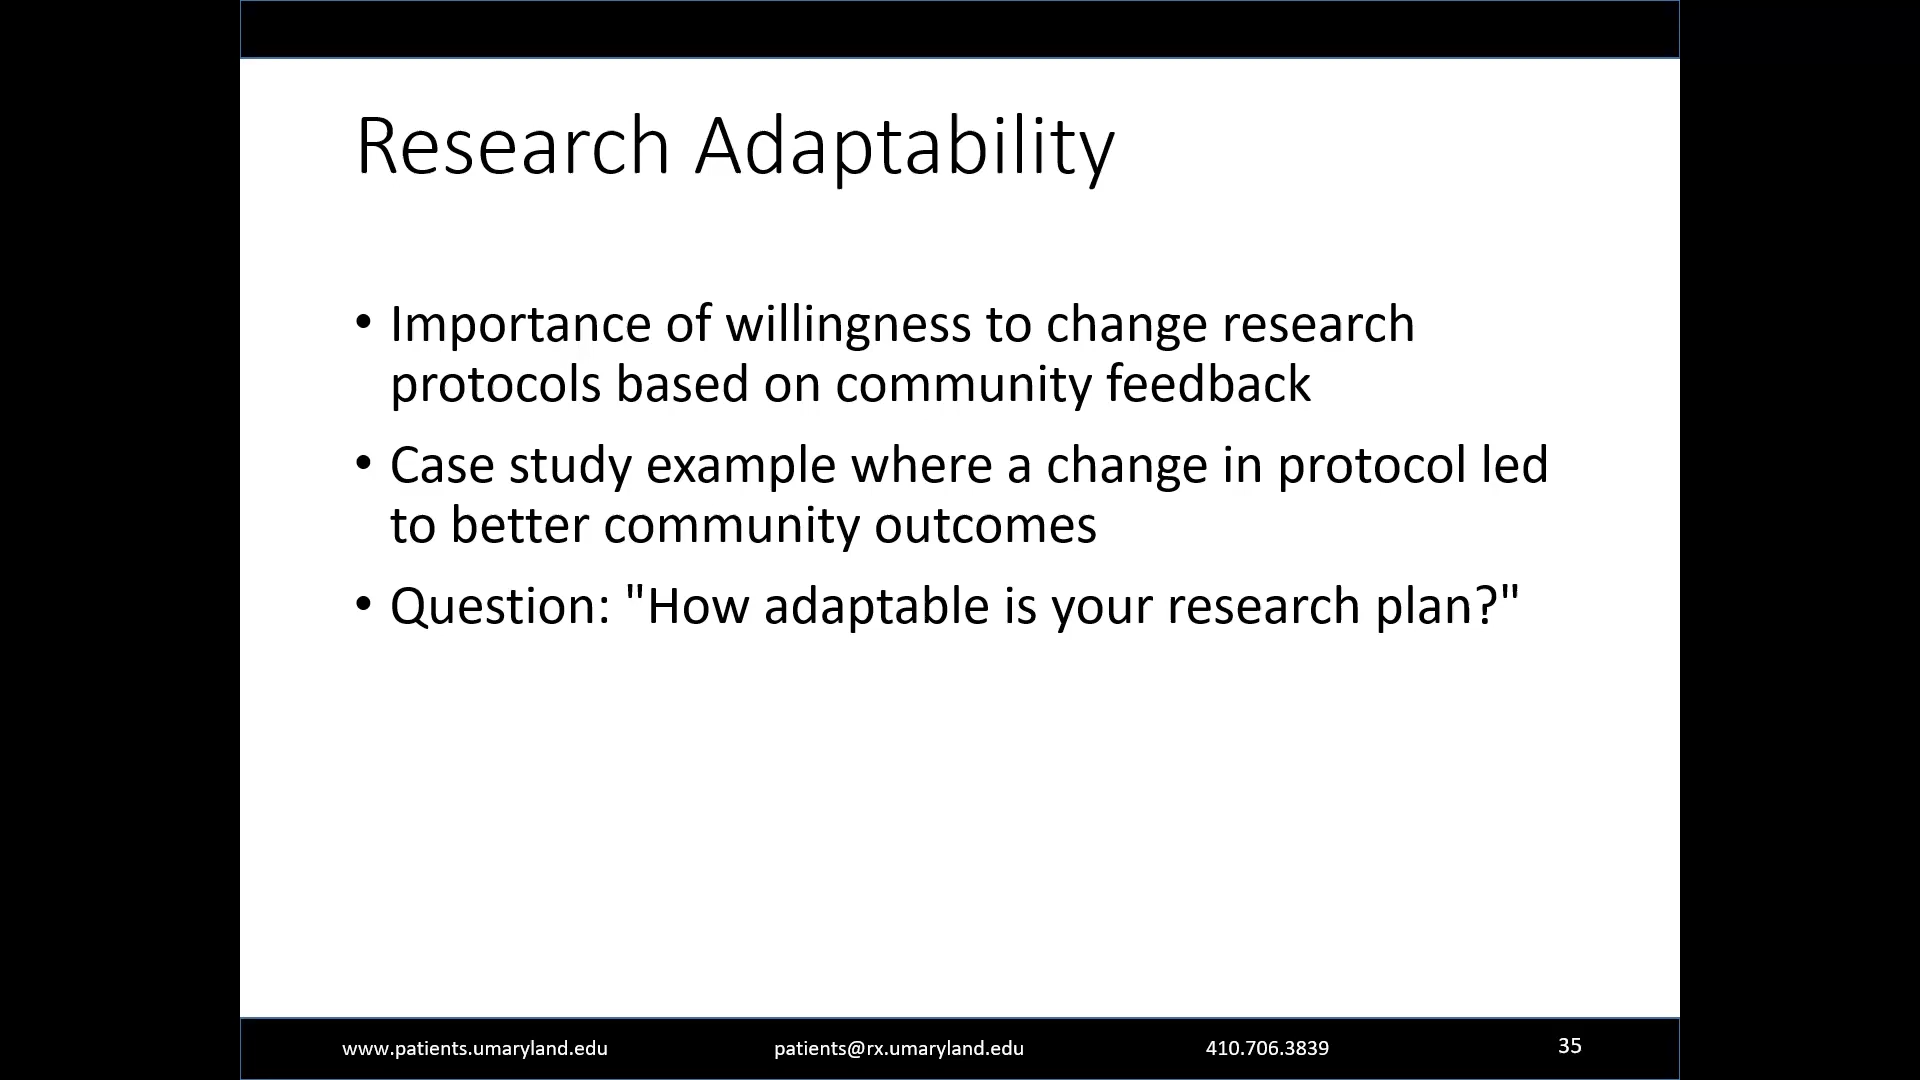 Research Adaptability
• Importance of willingness to change research
protocols based on community feedback
• Case study example where a change in protocol led
to better community outcomes
• Question: "How adaptable is your research plan?"
www.patients.umaryland.edu patients@rx.umaryland.edu 410.706.3839 35